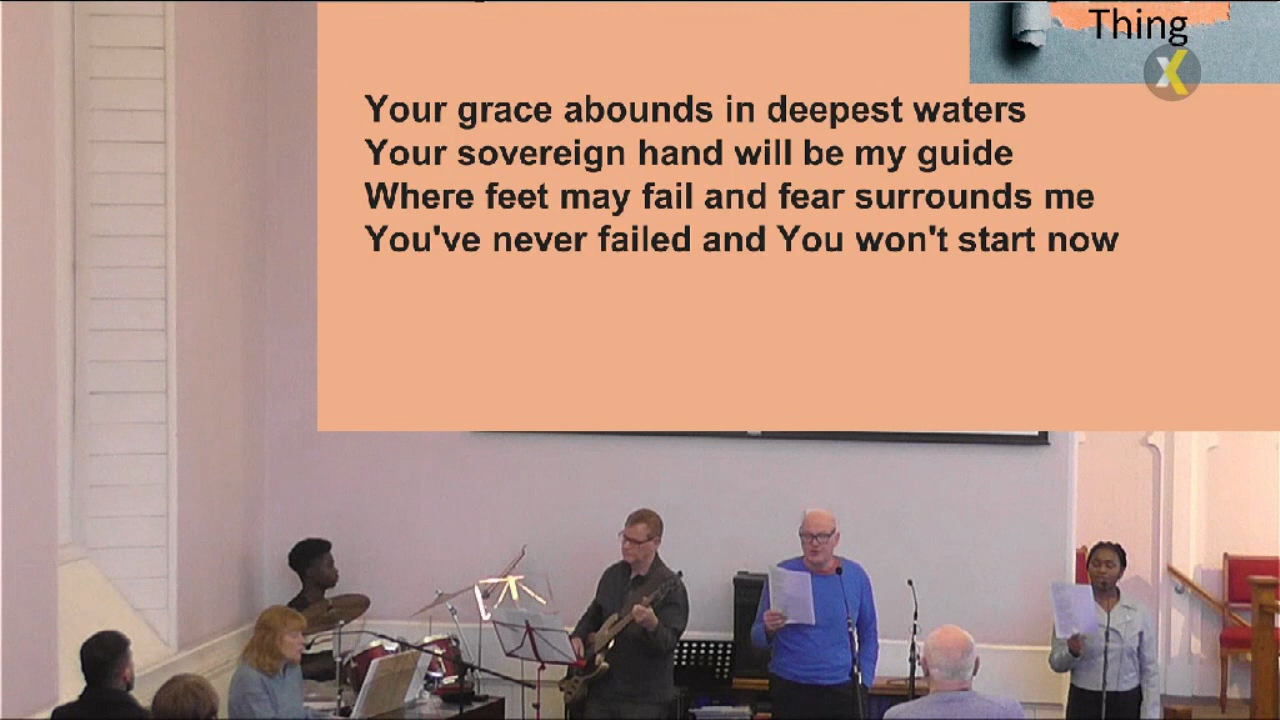 Thing
Your grace abounds in deepest waters
Your sovereign hand will be my guide
Where feet may fail and fear surrounds me
You've never failed and You won't start now